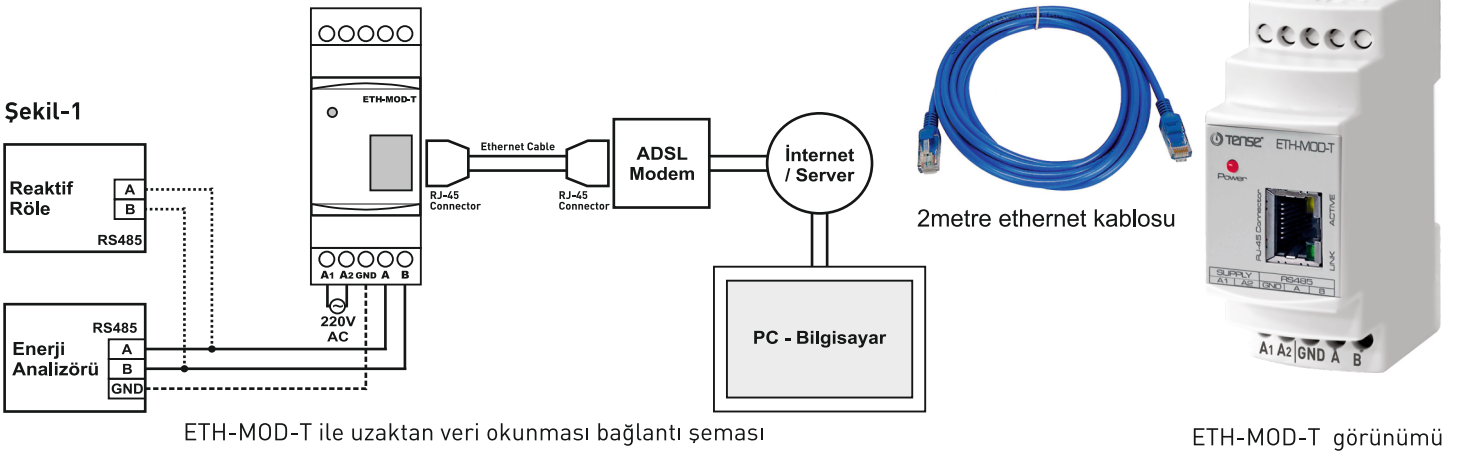 Şekil-1
Reaktif
Röle
A
B
RS485
RS485
Enerji
Analizörü
A
B
GND
ETH-MOD-T
A1 A2 GND A B
220V
AC
RJ-45
Connector
Ethernet Cable
RJ-45
Connector
ADSL
Modem
İnternet
/ Server
PC - Bilgisayar
ETH-MOD-T ile uzaktan veri okunması bağlantı şeması
2metre ethernet kablosu
Tense ETH-MOD-T
Power
RJ-45 Connector
ACTIVE
LINK
SUPPLY RS485
A1 A2 GND A B
A1 A2 GND A B
ETH-MOD-T görünümü